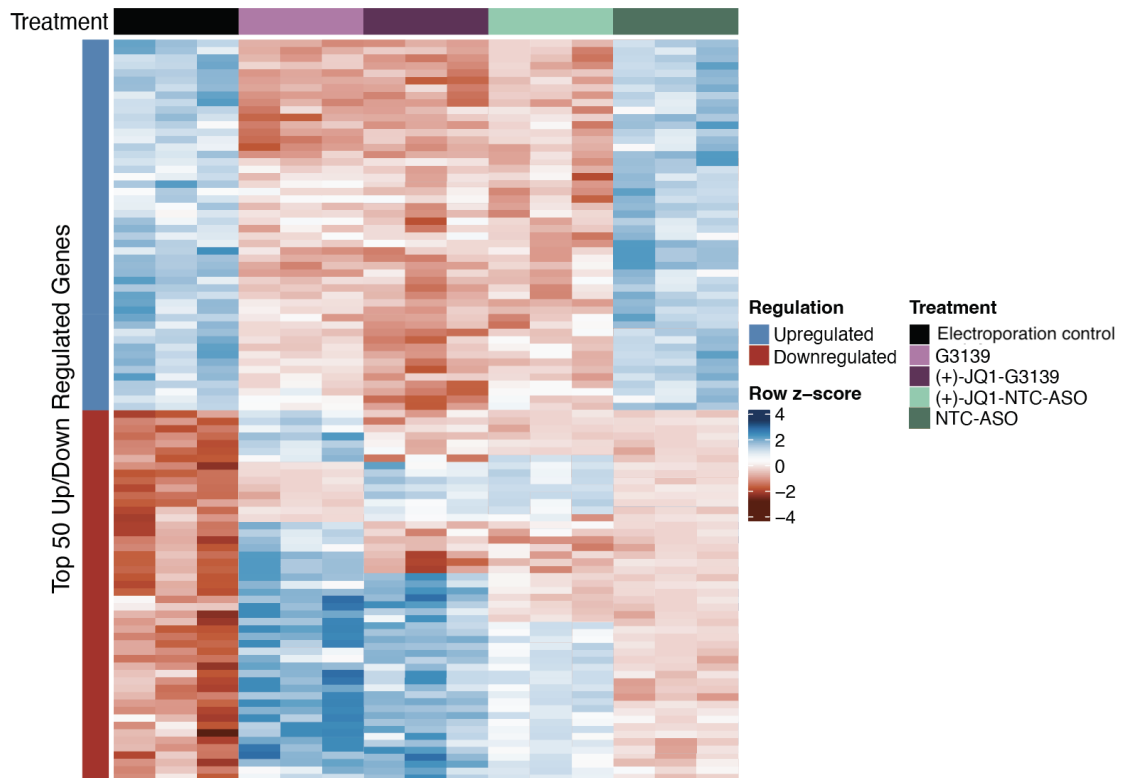 Treatment
Top 50 Up/Down Regulated Genes
Regulation
Upregulated
Downregulated
Row z−score
4
2
0
−2
−4
Treatment
Electroporation control
G3139
(+)-JQ1-G3139
(+)-JQ1-NTC-ASO
NTC-ASO